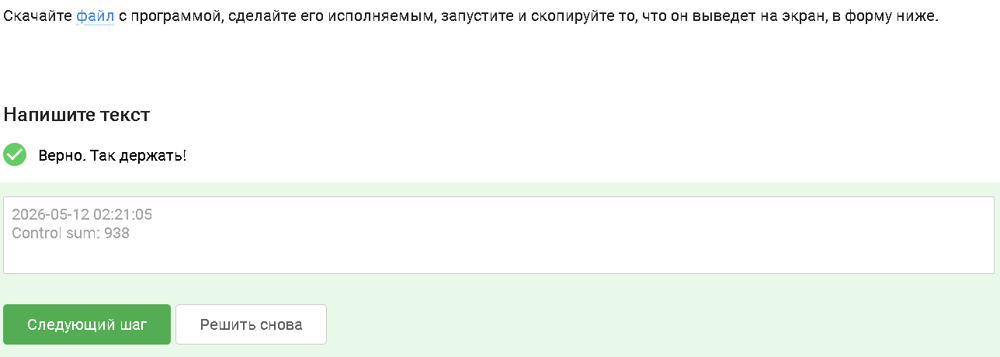 Скачайте файл с программой, сделайте его исполняемым, запустите и скопируйте то, что он выведет на экран, в форму ниже.
Напишите текст
Верно. Так держать!
2026-05-12 02:21:05
Control sum: 938
Следующий шаг
Решить снова